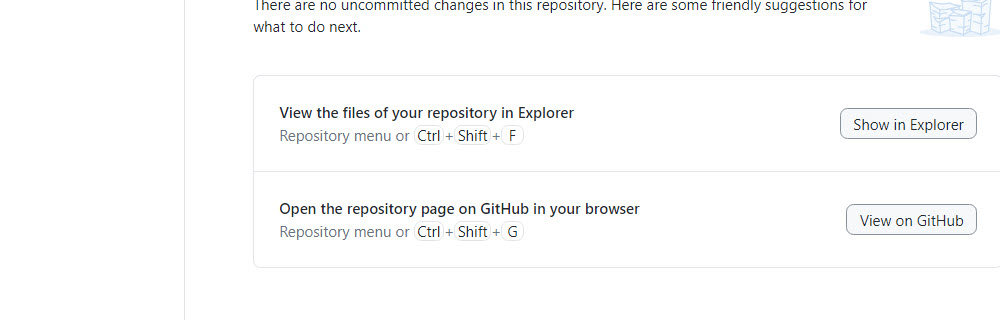 There are no uncommitted changes in this repository. Here are some friendly suggestions for
what to do next.
View the files of your repository in Explorer
Repository menu or Ctrl + Shift + F
Show in Explorer
Open the repository page on GitHub in your browser
Repository menu or Ctrl + Shift + G
View on GitHub